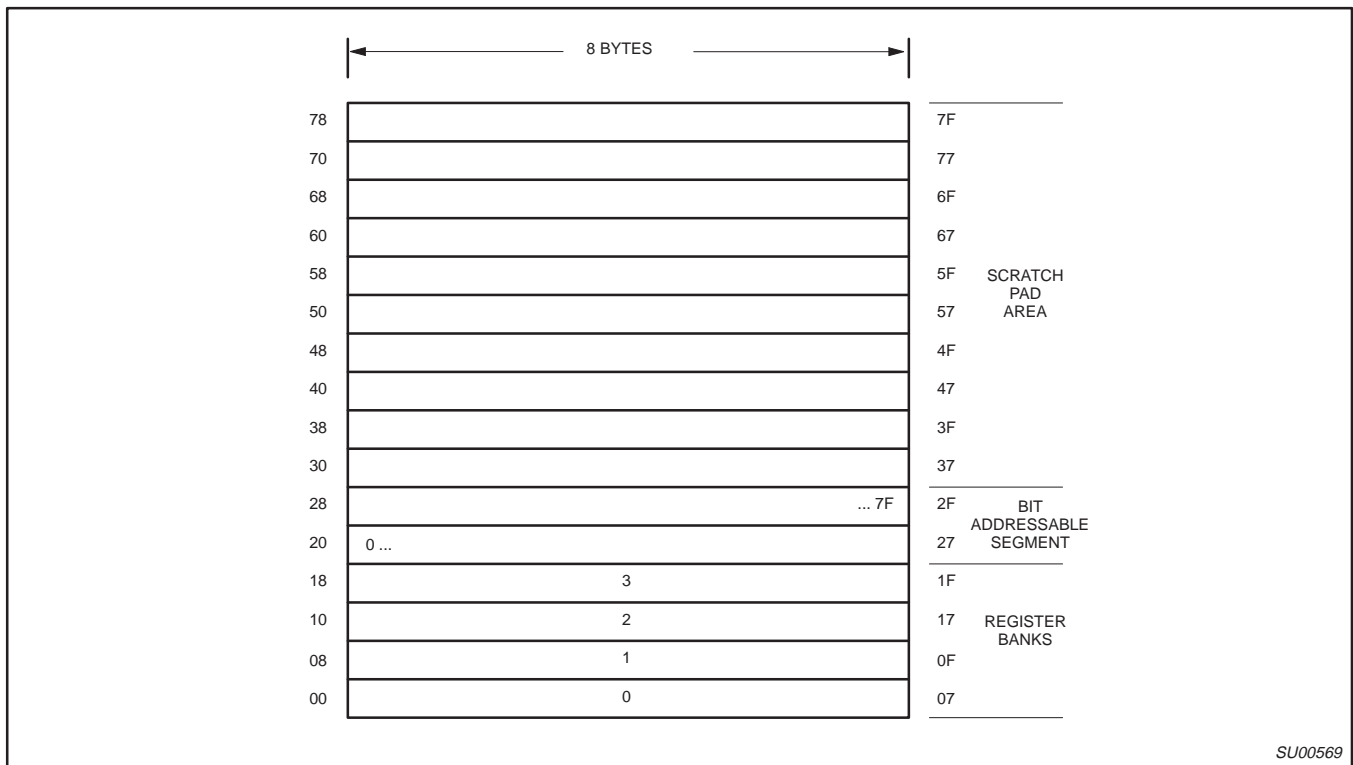 8 BYTES
78 7F
70 77
68 6F
60 67
58 5F SCRATCH
PAD
50 57 AREA
48 4F
40 47
38 3F
30 37
28 ... 7F 2F BIT
ADDRESSABLE
20 0 ... 27 SEGMENT
18 3 1F
10 2 17 REGISTER
BANKS
08 1 0F
00 0 07
SU00569